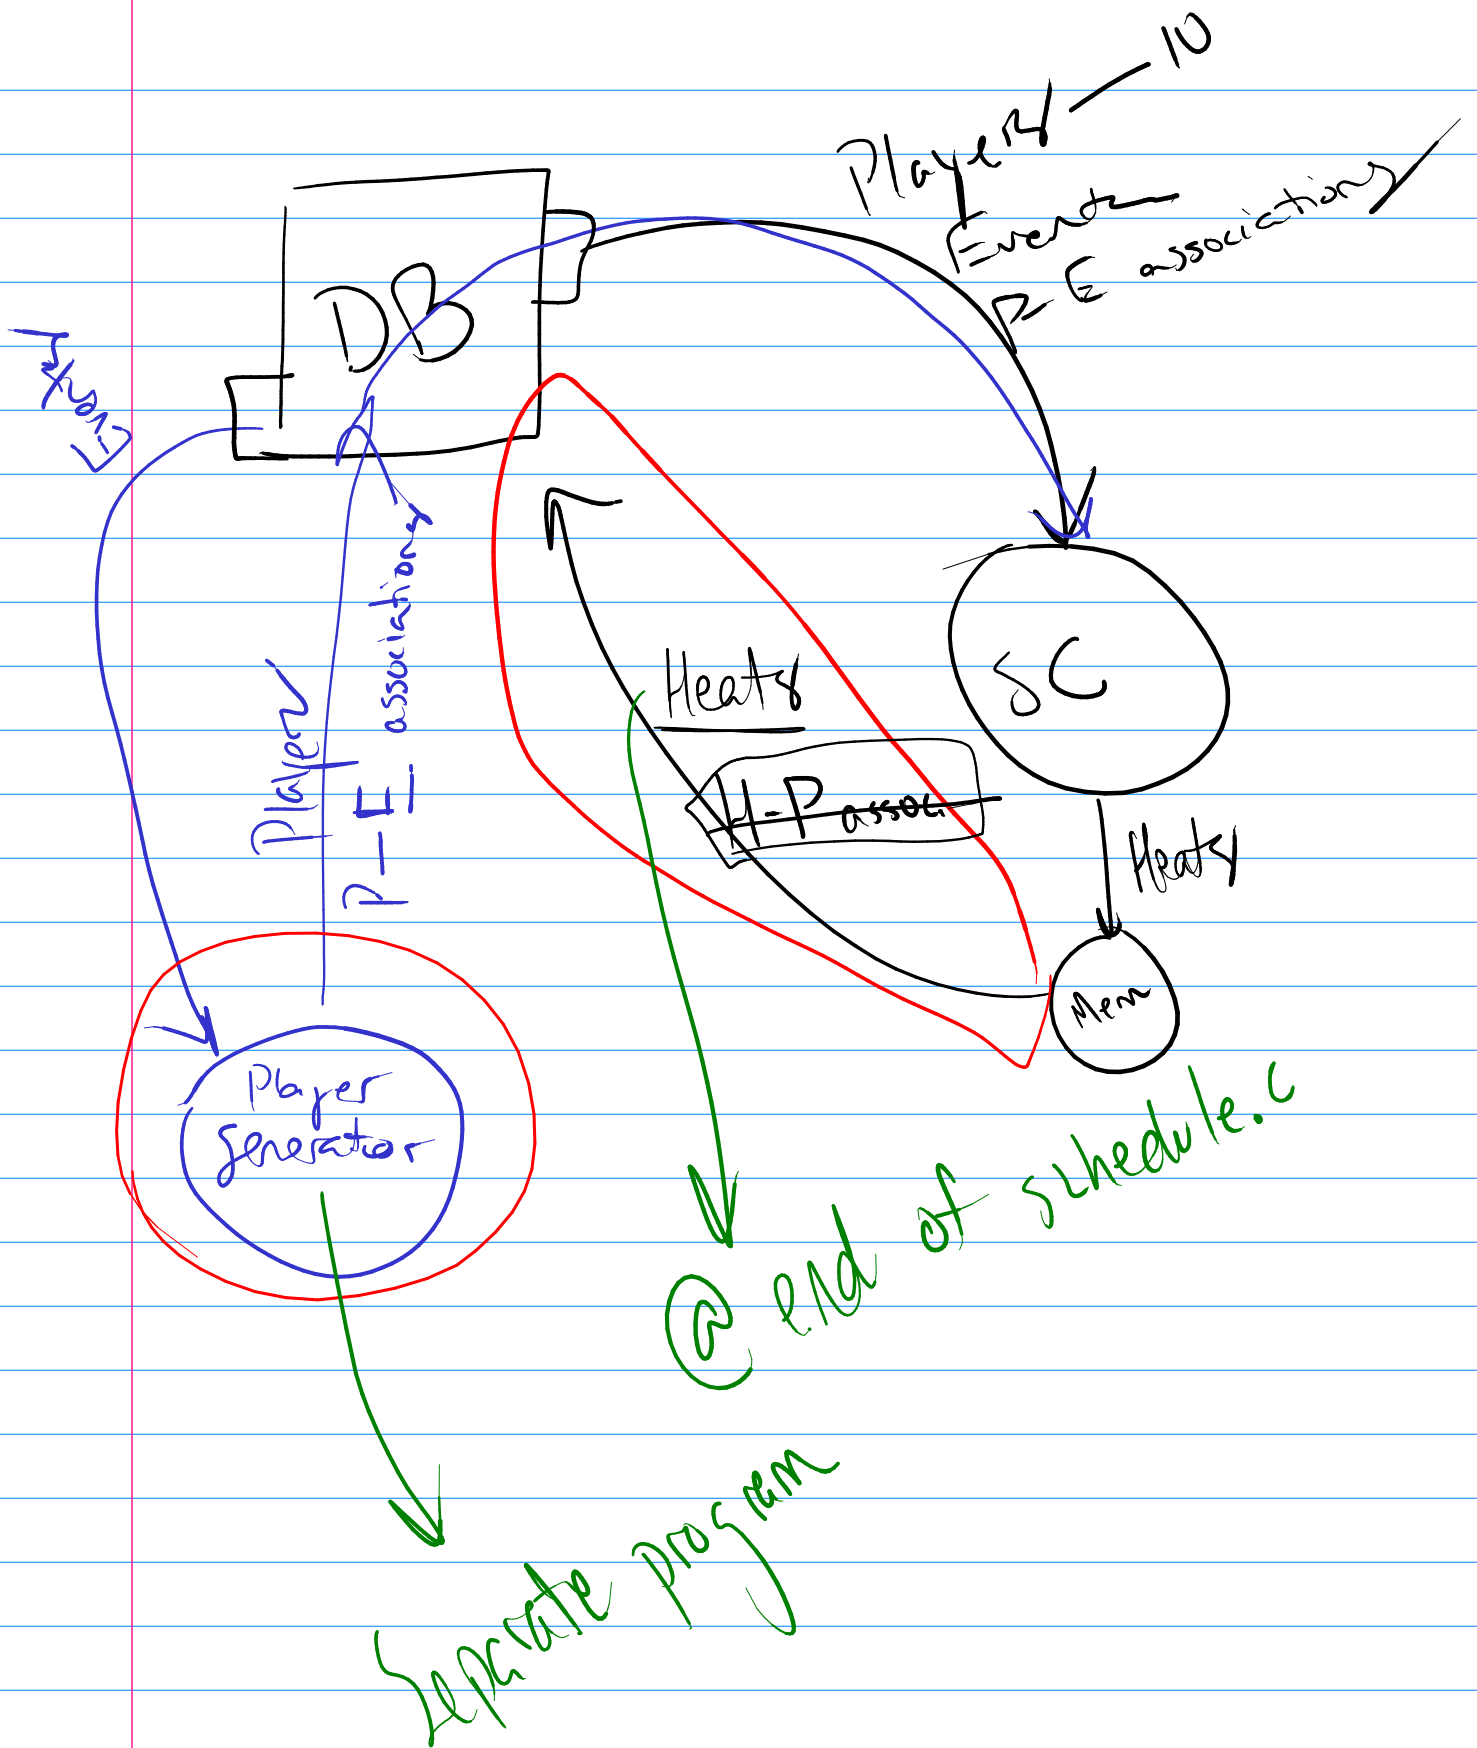 Players — 10
Events
P-E associations
DB
Events
Players
P-E associations
SC
Heats
H-P assoc.
Heats
Mem
Player
Generator
@ end of schedule.c
Separate program